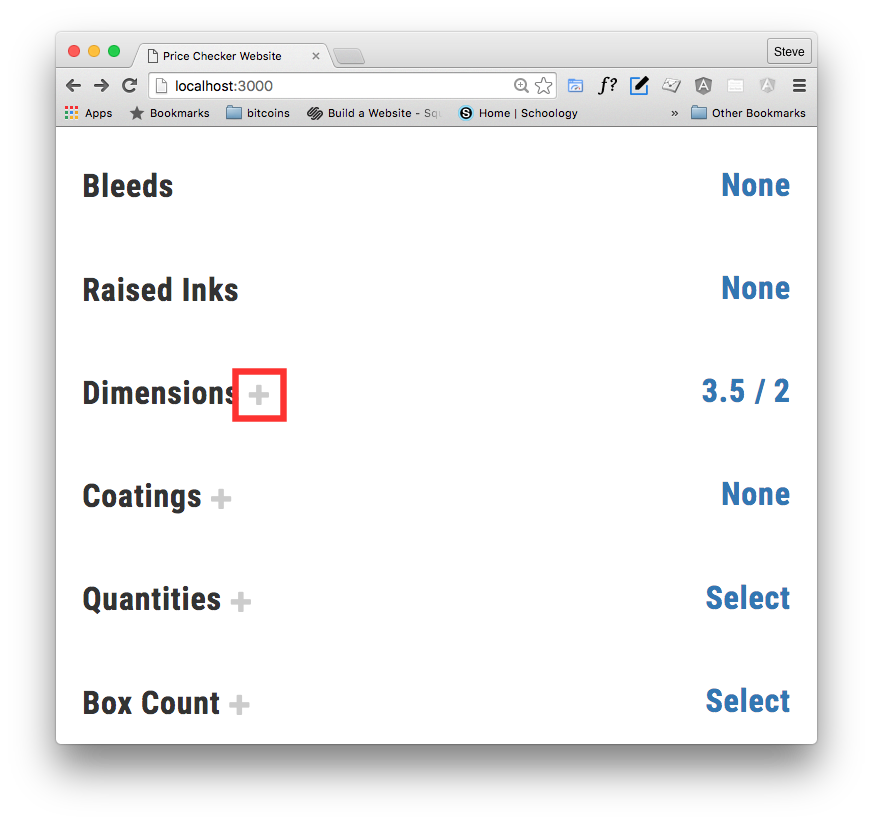 Price Checker Website
Steve
localhost:3000
f?
Apps Bookmarks bitcoins Build a Website - Squ Home | Schoology » Other Bookmarks
Bleeds None
Raised Inks None
Dimensions + 3.5 / 2
Coatings + None
Quantities + Select
Box Count + Select